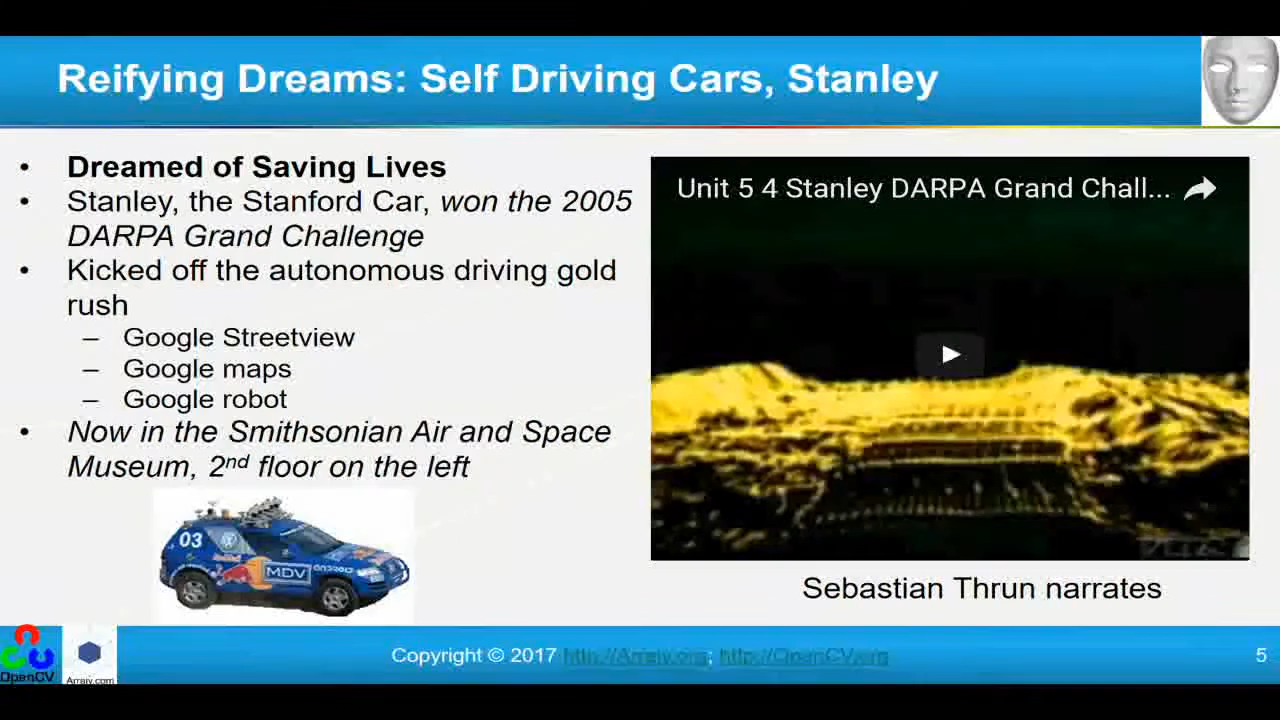 Reifying Dreams: Self Driving Cars, Stanley
• Dreamed of Saving Lives
• Stanley, the Stanford Car, won the 2005
DARPA Grand Challenge
• Kicked off the autonomous driving gold
rush
– Google Streetview
– Google maps
– Google robot
• Now in the Smithsonian Air and Space
Museum, 2nd floor on the left
03
MDV
Unit 5 4 Stanley DARPA Grand Chall...
Sebastian Thrun narrates
OpenCV
Arraiy.com
Copyright © 2017 http://Arraiy.org; http://OpenCV.org
5